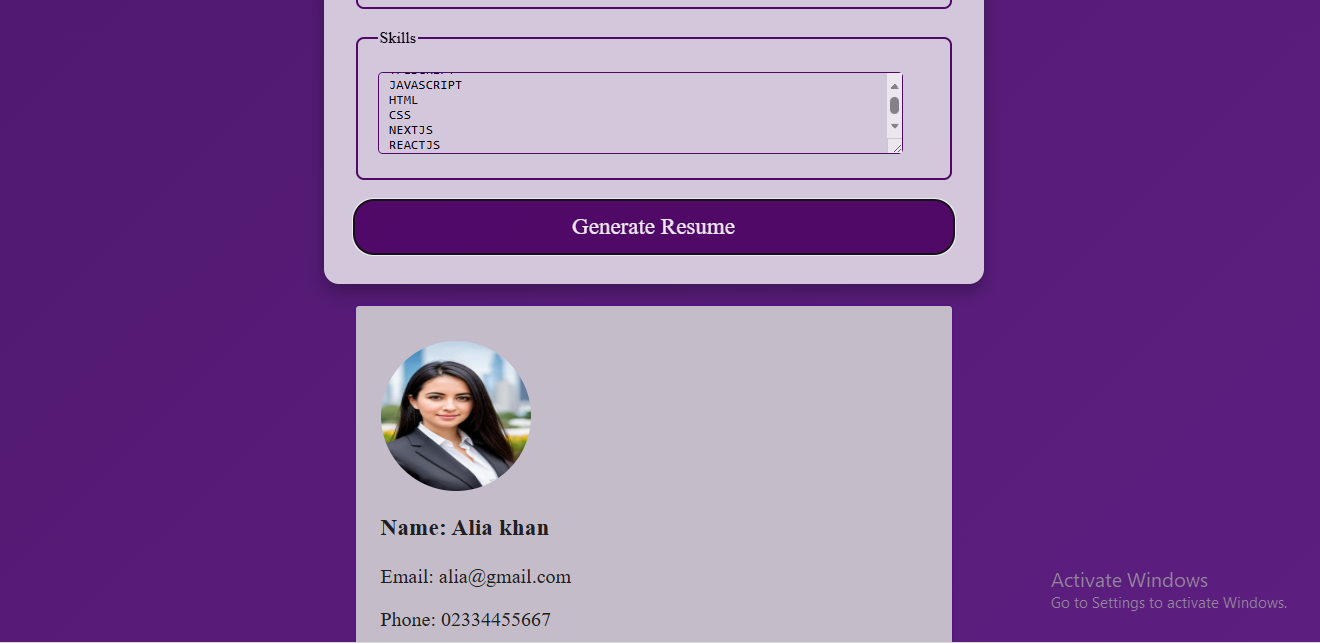 Skills
JAVASCRIPT
HTML
CSS
NEXTJS
REACTJS
Generate Resume
Name: Alia khan
Email: alia@gmail.com
Phone: 02334455667
Activate Windows
Go to Settings to activate Windows.